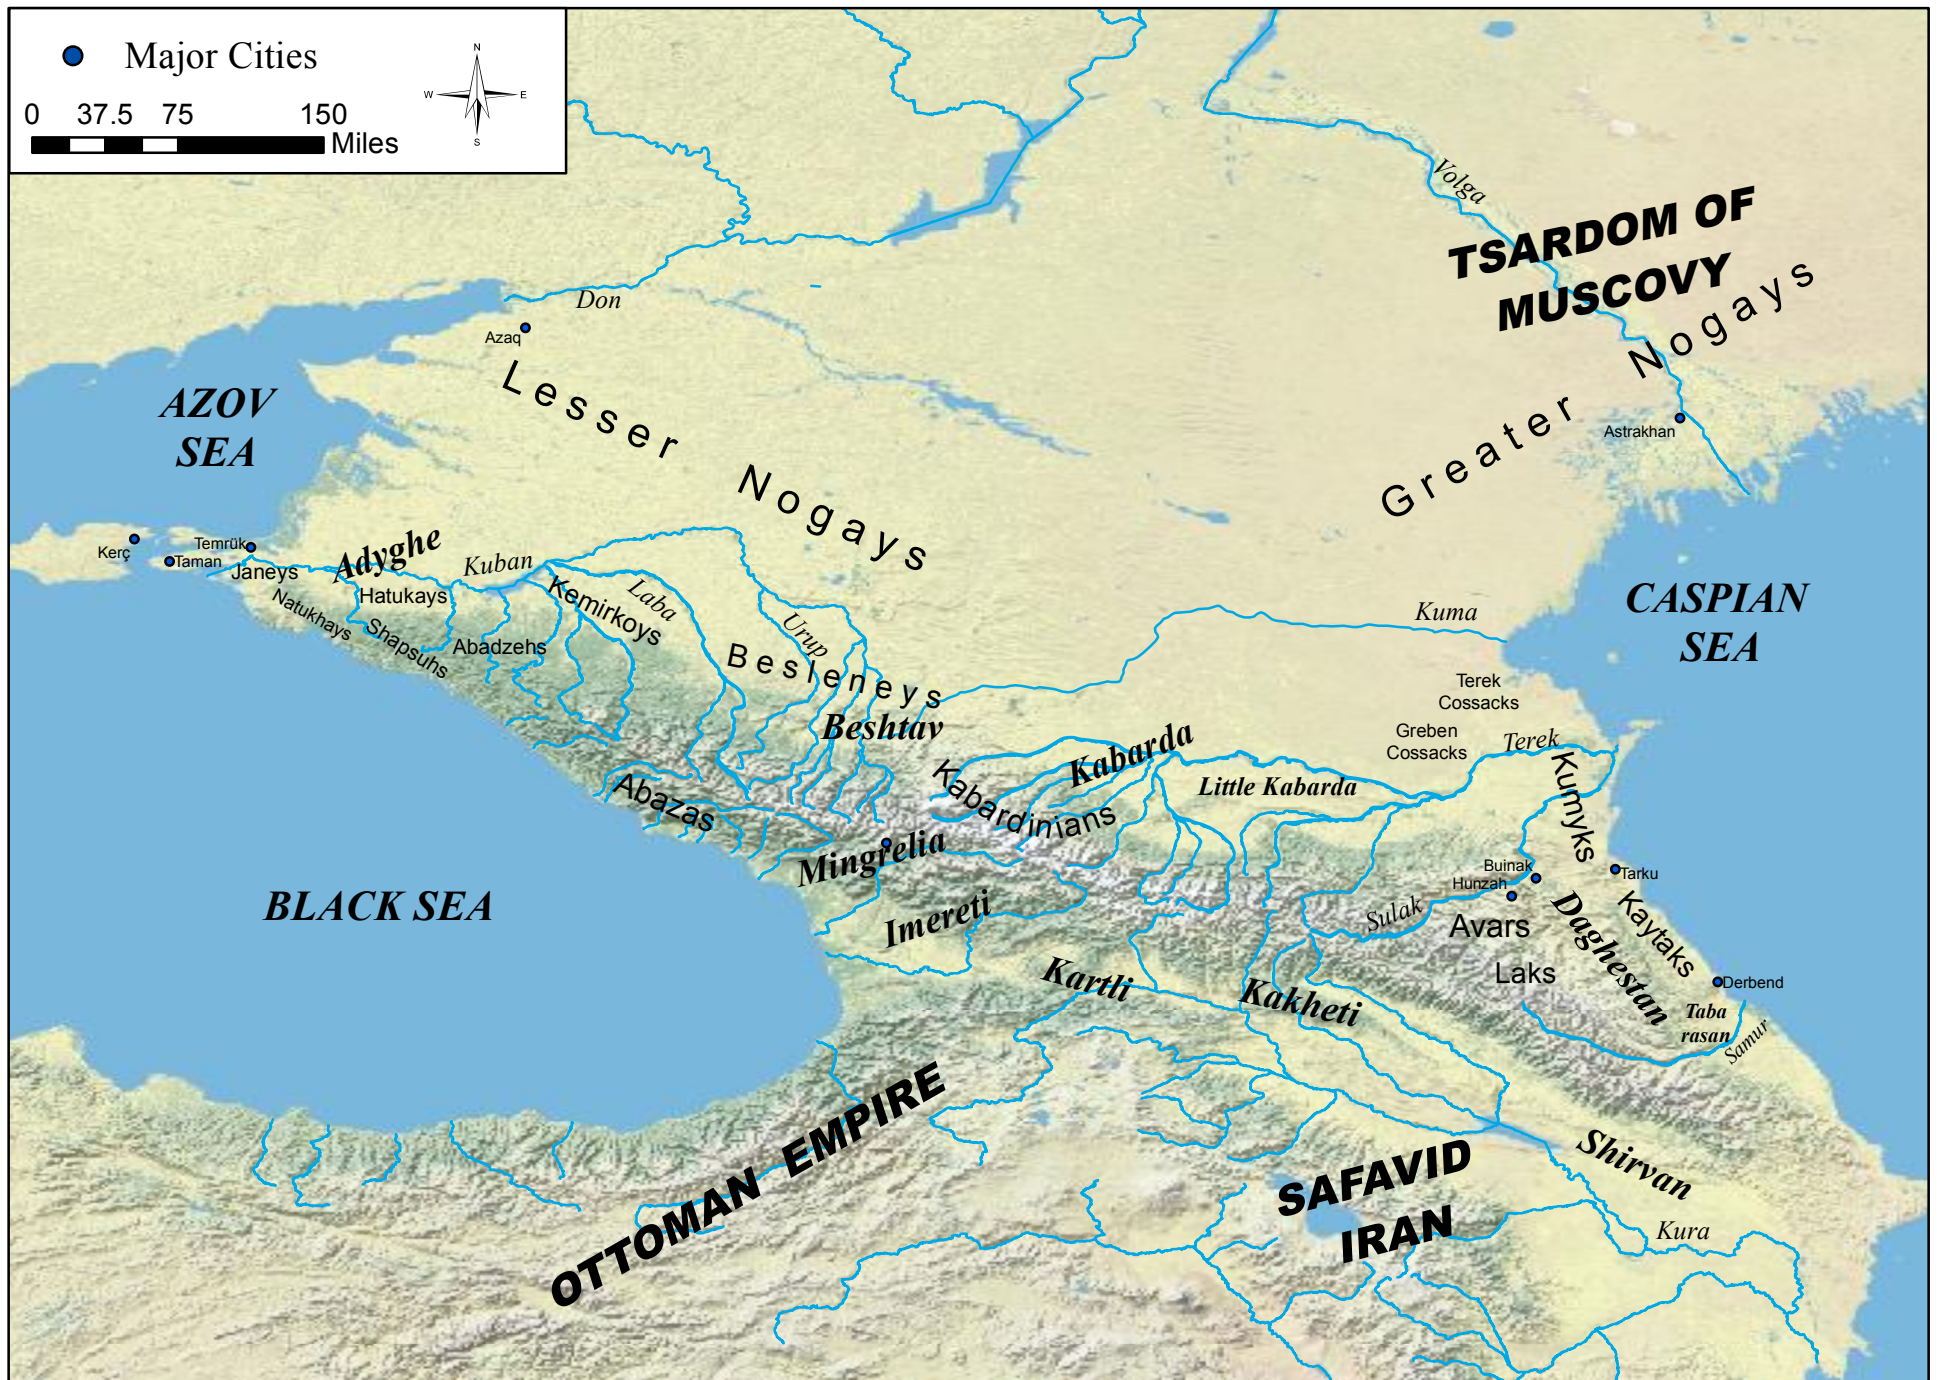 Major Cities
N
W E
S
0 37.5 75 150
Miles
Volga
TSARDOM OF
MUSCOVY
Don
Azaq
Lesser Nogays
Greater Nogays
Astrakhan
AZOV
SEA
Kerç
Taman
Temrük
Janeys
Adyghe
Kuban
Hatukays
Natukhays
Shapsuhs
Abadzehs
Kemirkoys
Laba
Urup
Besleneys
Beshtav
Kuma
CASPIAN
SEA
Terek
Cossacks
Greben
Cossacks
Terek
Kabarda
Kabardinians
Little Kabarda
Kumyks
Abazas
Mingrelia
Imereti
BLACK SEA
Buinak
Hunzah
Tarku
Sulak
Avars
Laks
Daghestan
Kaytaks
Derbend
Taba
rasan
Samur
Kartli
Kakheti
OTTOMAN EMPIRE
SAFAVID
IRAN
Shirvan
Kura